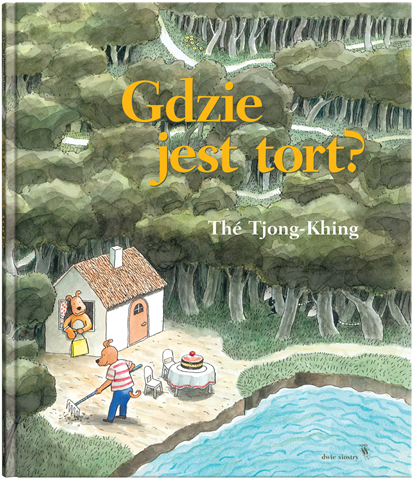 Gdzie
jest tort?
Thé Tjong-Khing
dwie siostry